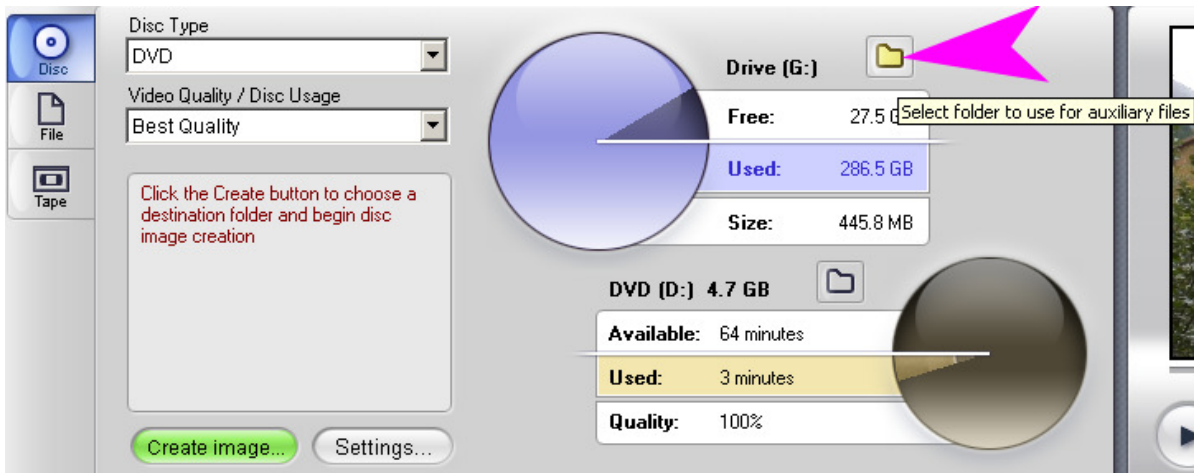 Disc
File
Tape
Disc Type
DVD
Video Quality / Disc Usage
Best Quality
Click the Create button to choose a
destination folder and begin disc
image creation
Create image...
Settings...
Drive (G:)
Select folder to use for auxiliary files
Free: 27.5
Used: 286.5 GB
Size: 445.8 MB
DVD (D:) 4.7 GB
Available: 64 minutes
Used: 3 minutes
Quality: 100%